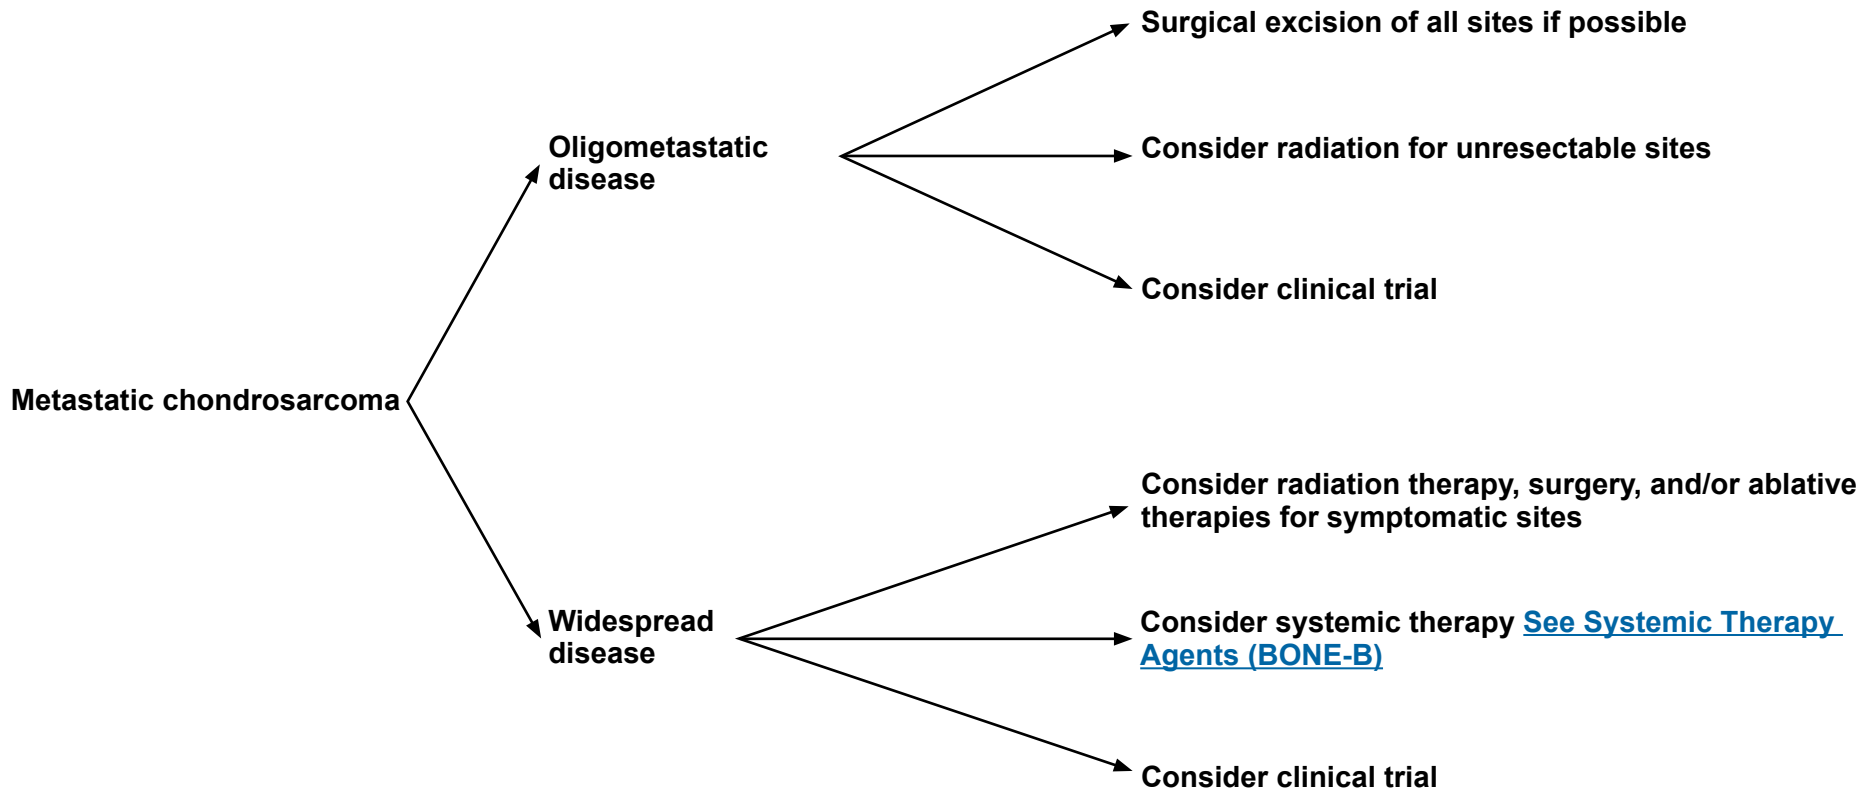 Surgical excision of all sites if possible
Oligometastatic
disease
Consider radiation for unresectable sites
Consider clinical trial
Metastatic chondrosarcoma
Consider radiation therapy, surgery, and/or ablative
therapies for symptomatic sites
Widespread
disease
Consider systemic therapy See Systemic Therapy
Agents (BONE-B)
Consider clinical trial